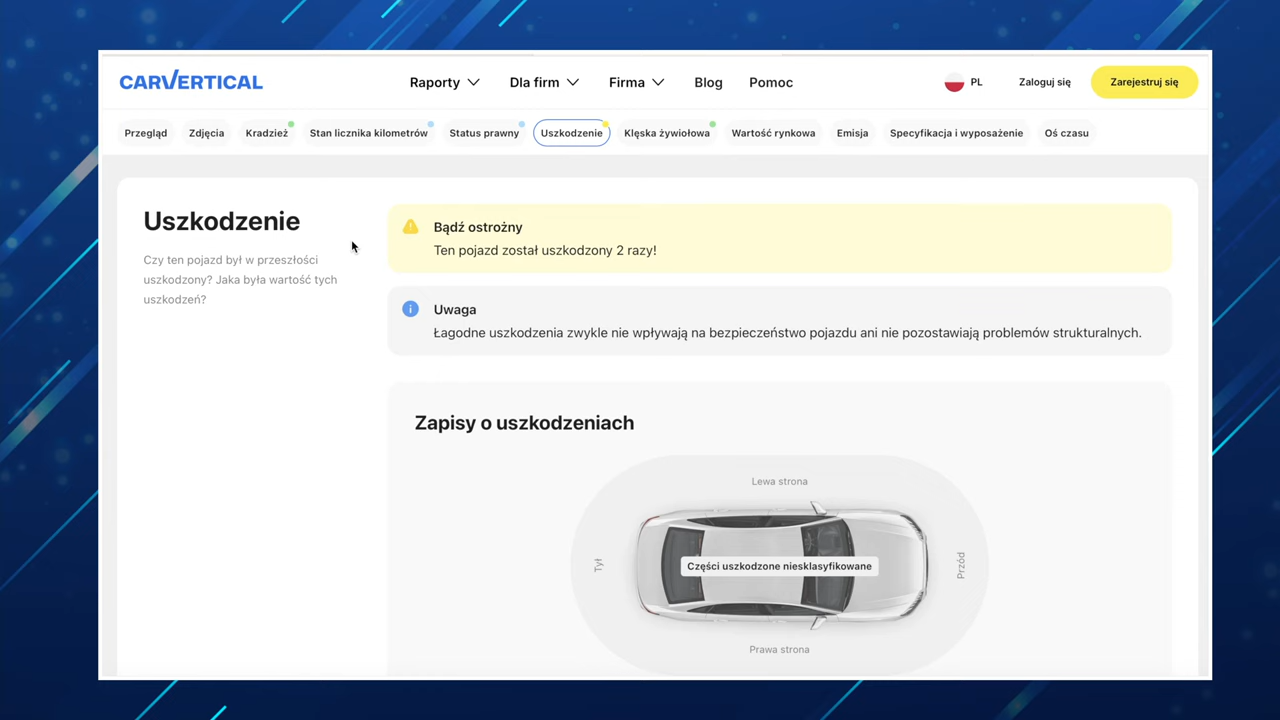 CARVERTICAL
Raporty
Dla firm
Firma
Blog
Pomoc
PL
Zaloguj się
Zarejestruj się
Przegląd
Zdjęcia
Kradzież
Stan licznika kilometrów
Status prawny
Uszkodzenie
Klęska żywiołowa
Wartość rynkowa
Emisja
Specyfikacja i wyposażenie
Oś czasu
Uszkodzenie
Czy ten pojazd był w przeszłości
uszkodzony? Jaka była wartość tych
uszkodzeń?
Bądź ostrożny
Ten pojazd został uszkodzony 2 razy!
Uwaga
Łagodne uszkodzenia zwykle nie wpływają na bezpieczeństwo pojazdu ani nie pozostawiają problemów strukturalnych.
Zapisy o uszkodzeniach
Lewa strona
Tył
Części uszkodzone niesklasyfikowane
Przód
Prawa strona